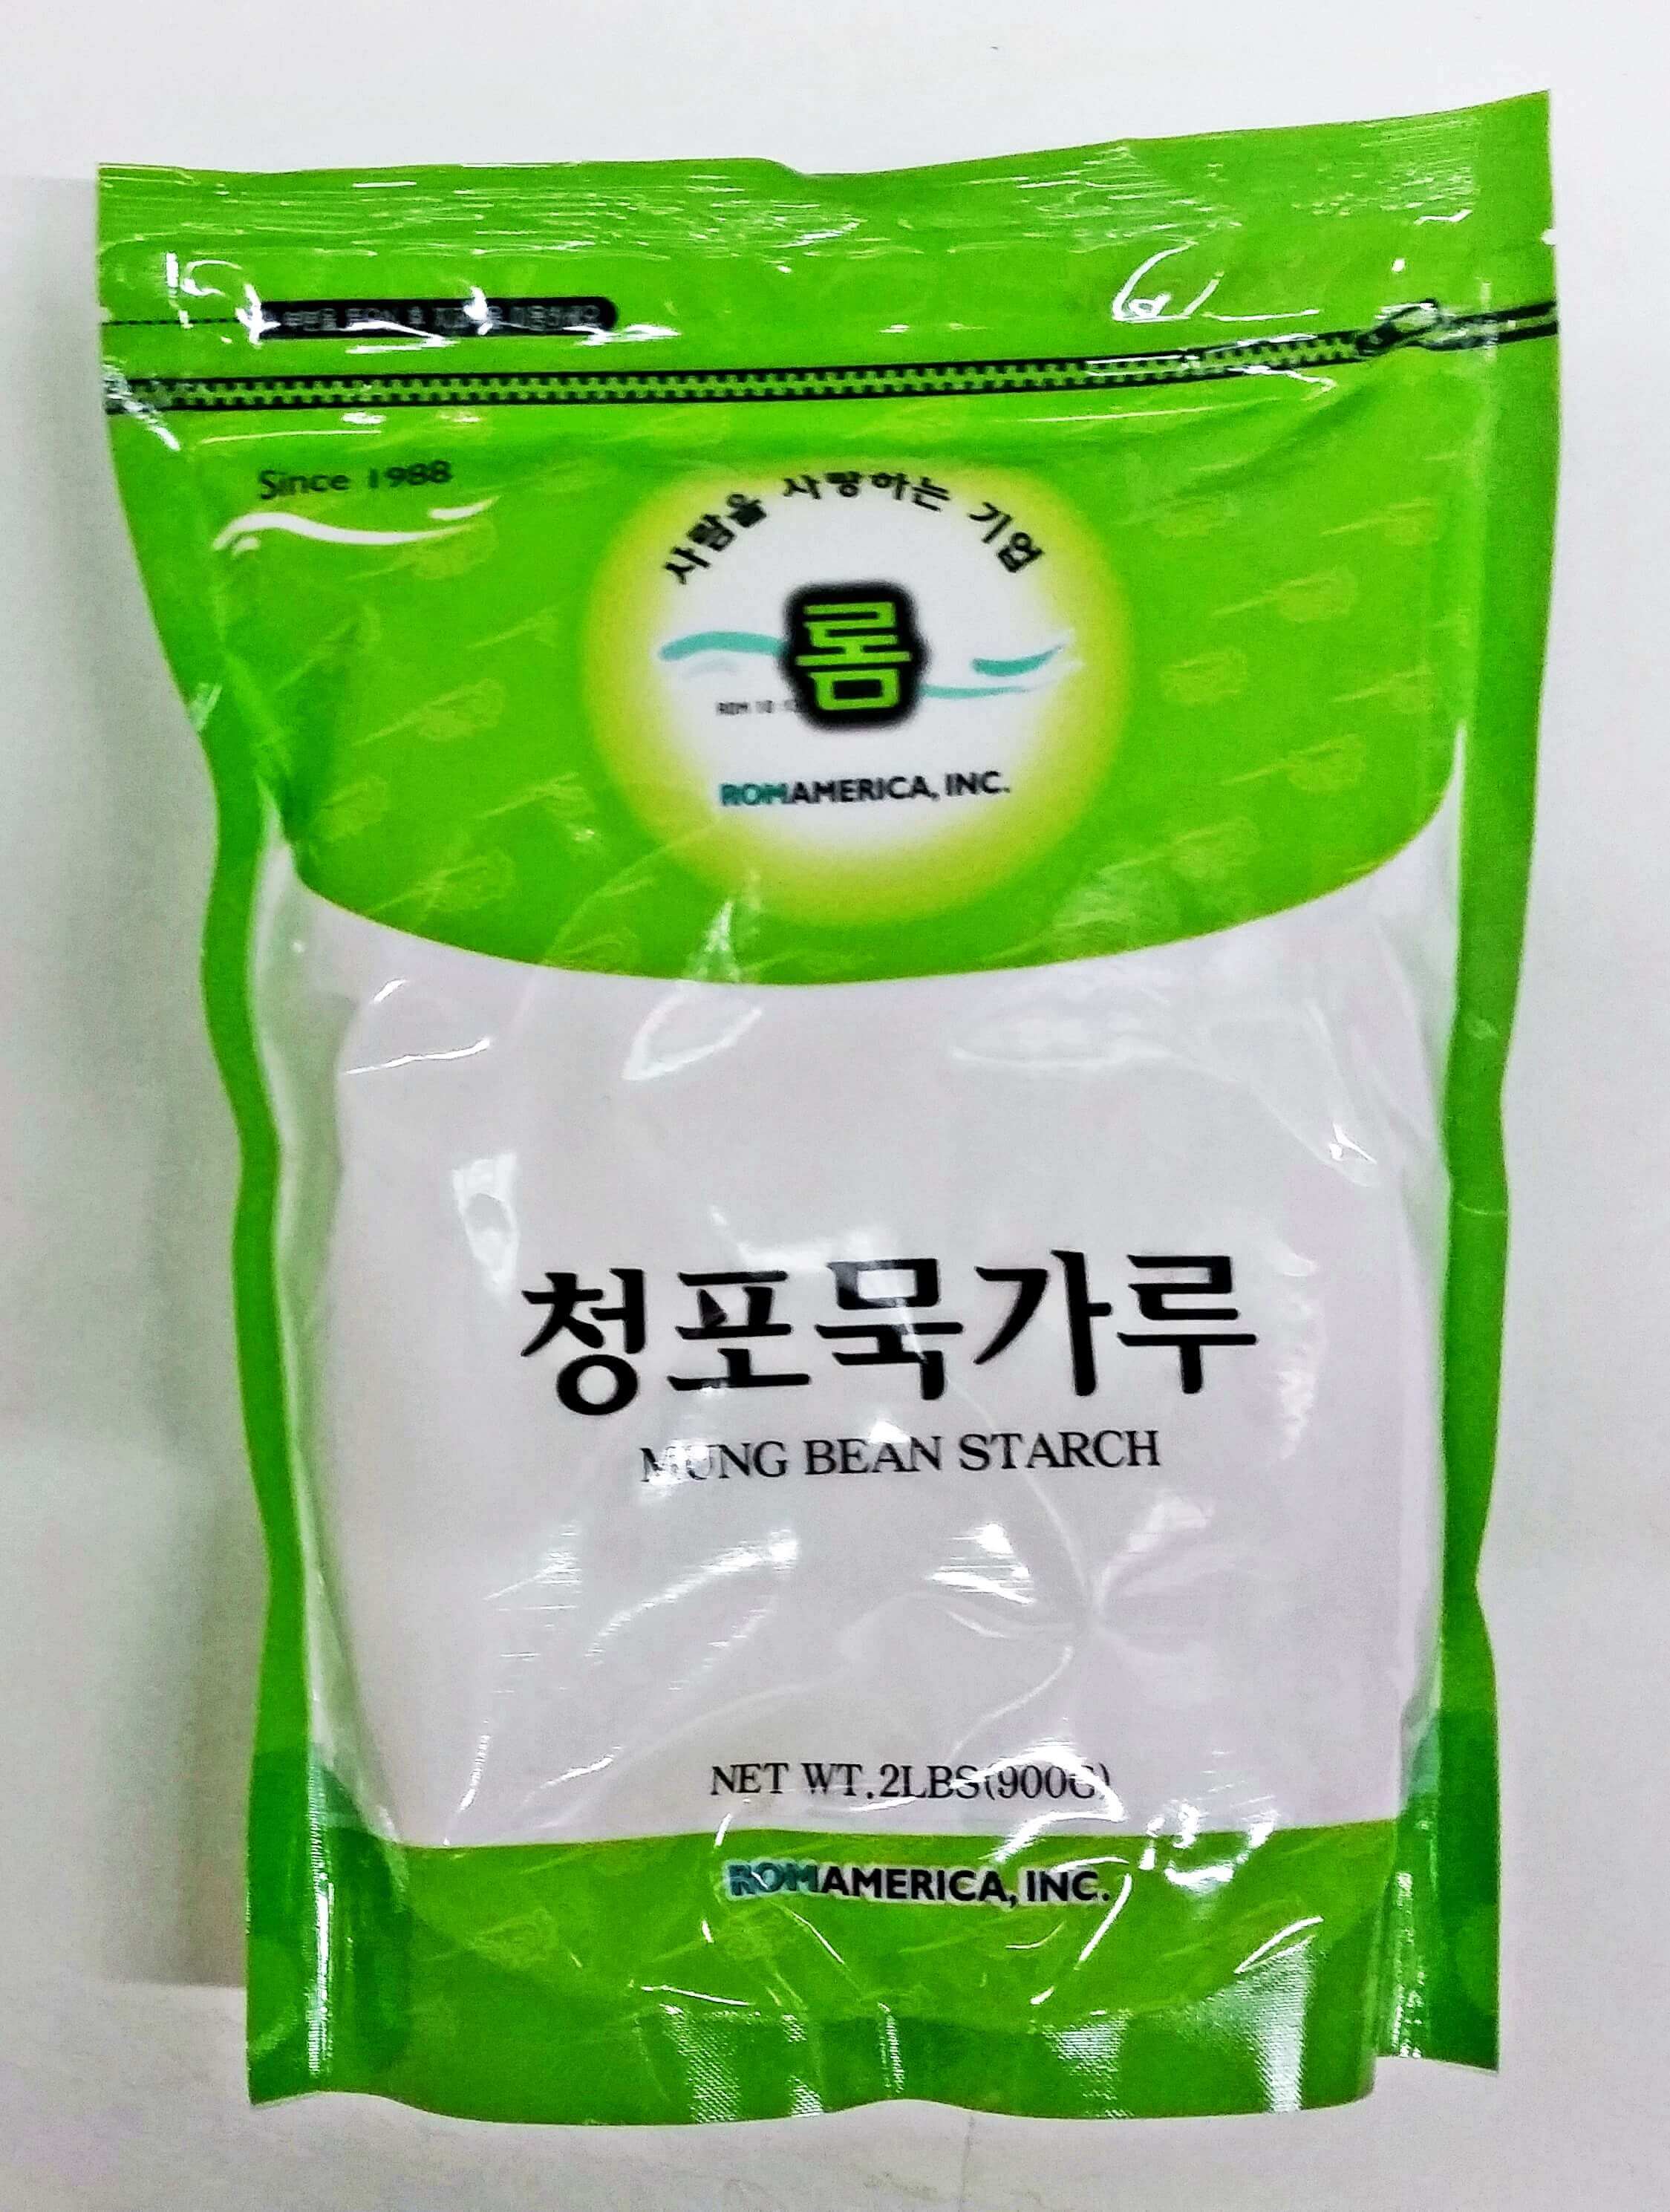 Since 1988
사람을 사랑하는 기업
롬
ROMAMERICA, INC.
청포묵가루
MUNG BEAN STARCH
NET WT.2LBS(900G)
ROMAMERICA, INC.